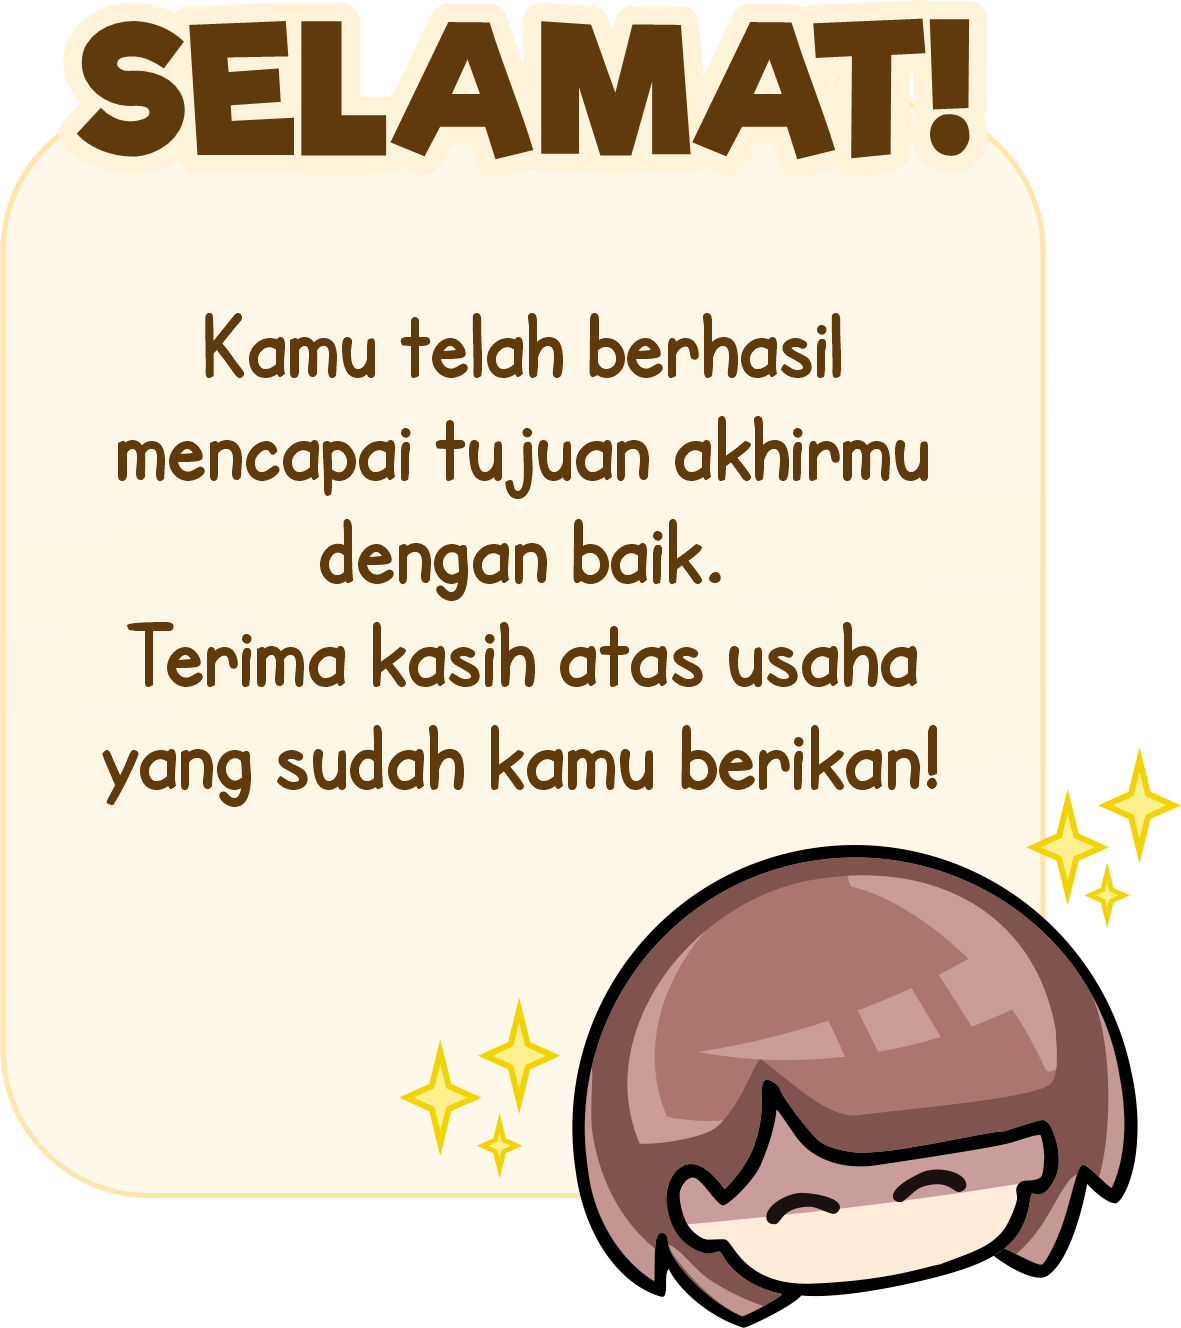 SELAMAT!
Kamu telah berhasil
mencapai tujuan akhirmu
dengan baik.
Terima kasih atas usaha
yang sudah kamu berikan!